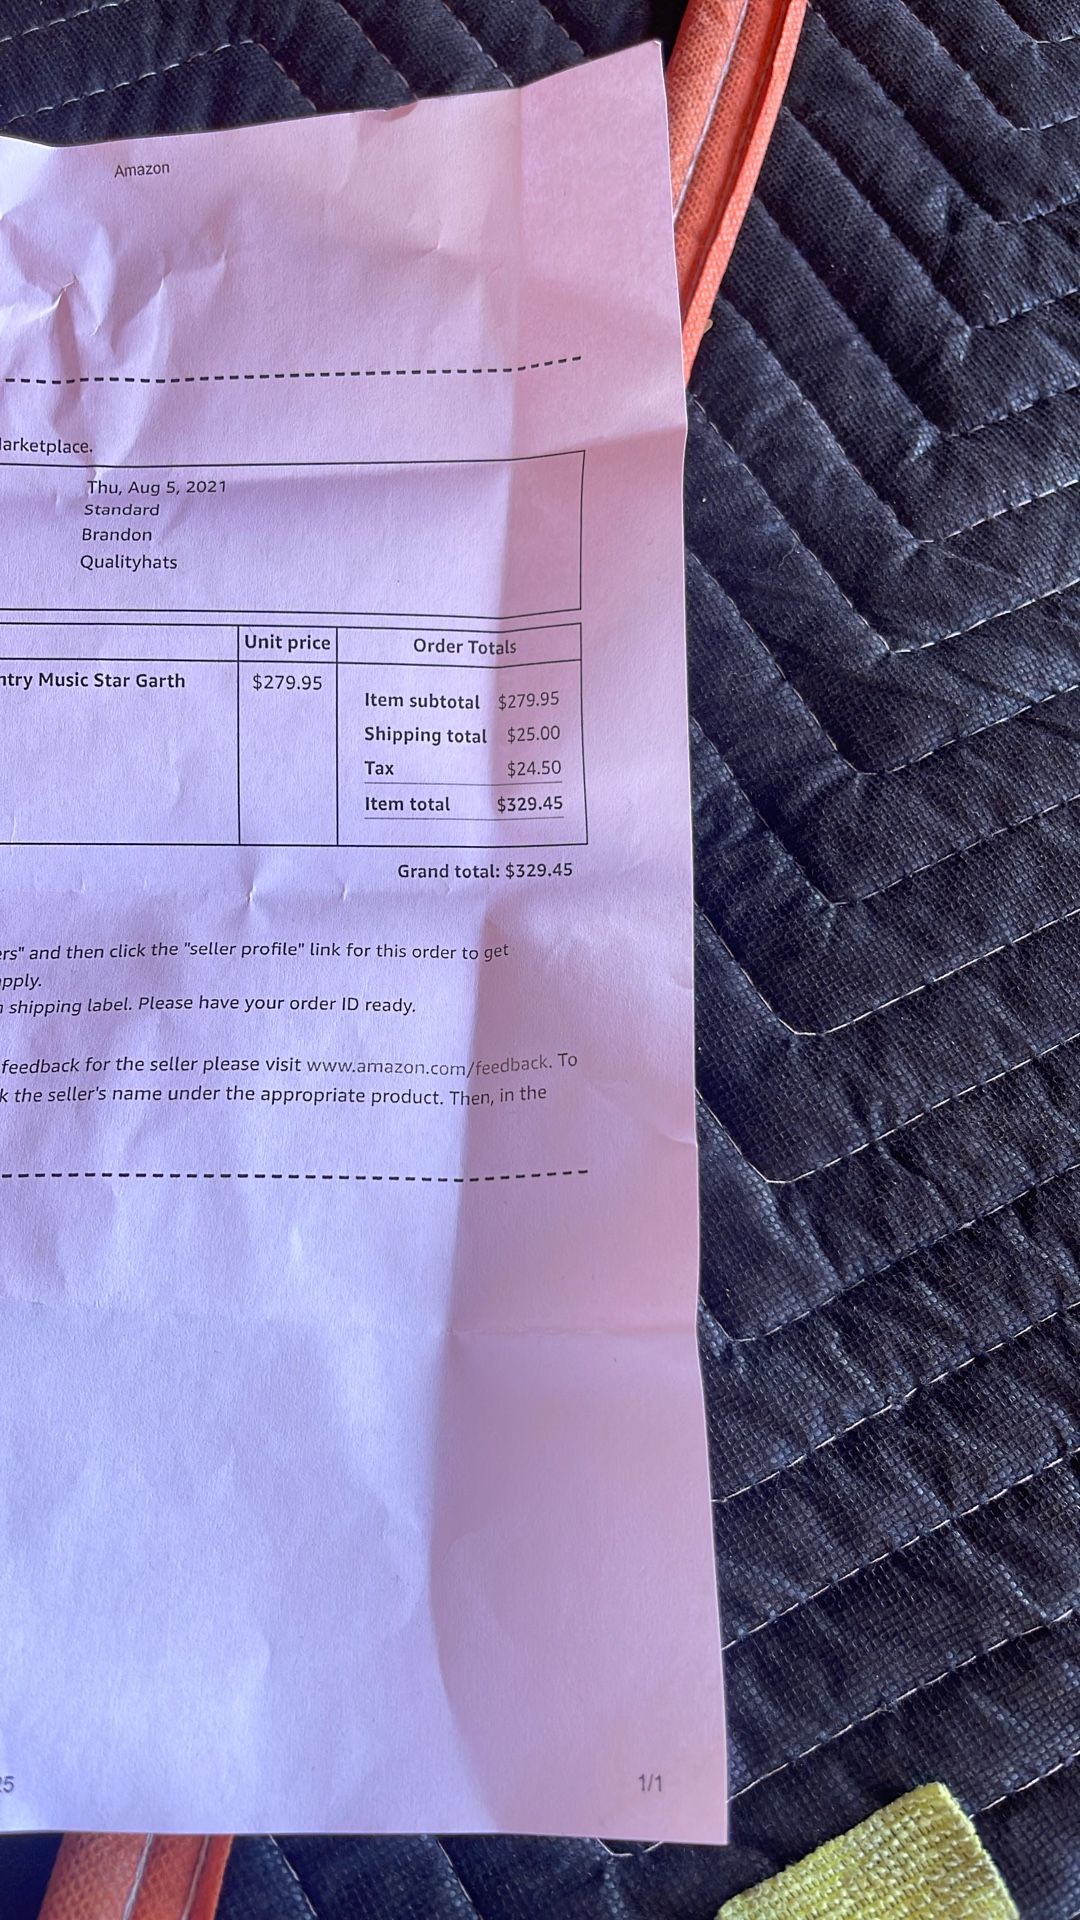 Amazon
Marketplace.
Thu, Aug 5, 2021
Standard
Brandon
Qualityhats
Unit price
Order Totals
ntry Music Star Garth
$279.95
Item subtotal $279.95
Shipping total $25.00
Tax $24.50
Item total $329.45
Grand total: $329.45
ers" and then click the "seller profile" link for this order to get
apply.
shipping label. Please have your order ID ready.
feedback for the seller please visit www.amazon.com/feedback. To
k the seller's name under the appropriate product. Then, in the
25
1/1